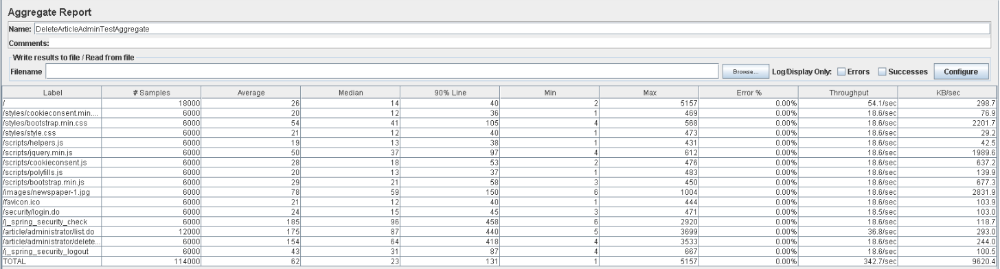 Aggregate Report
Name: DeleteArticleAdminTestAggregate
Comments:
Write results to file / Read from file
Filename Browse... Log/Display Only: Errors Successes Configure
Label # Samples Average Median 90% Line Min Max Error % Throughput KB/sec
/ 18000 26 14 40 2 5157 0.00% 54.1/sec 298.7
/styles/cookieconsent.min.... 6000 20 12 36 1 469 0.00% 18.6/sec 76.9
/styles/bootstrap.min.css 6000 54 41 105 4 568 0.00% 18.6/sec 2201.7
/styles/style.css 6000 21 12 40 1 473 0.00% 18.6/sec 29.2
/scripts/helpers.js 6000 19 13 38 1 431 0.00% 18.6/sec 42.5
/scripts/jquery.min.js 6000 50 37 97 4 612 0.00% 18.6/sec 1989.6
/scripts/cookieconsent.js 6000 28 18 53 2 476 0.00% 18.6/sec 637.2
/scripts/polyfills.js 6000 20 13 37 1 483 0.00% 18.6/sec 139.9
/scripts/bootstrap.min.js 6000 29 21 58 3 450 0.00% 18.6/sec 677.3
/images/newspaper-1.jpg 6000 78 59 150 6 1004 0.00% 18.6/sec 2831.9
/favicon.ico 6000 21 12 40 1 444 0.00% 18.6/sec 103.9
/security/login.do 6000 24 15 45 3 471 0.00% 18.5/sec 103.0
/j_spring_security_check 6000 185 96 458 6 2920 0.00% 18.6/sec 118.7
/article/administrator/list.do 12000 175 87 440 5 3699 0.00% 36.8/sec 293.0
/article/administrator/delete... 6000 154 64 418 4 3533 0.00% 18.6/sec 244.0
/j_spring_security_logout 6000 43 31 87 4 667 0.00% 18.6/sec 100.5
TOTAL 114000 62 23 131 1 5157 0.00% 342.7/sec 9620.4